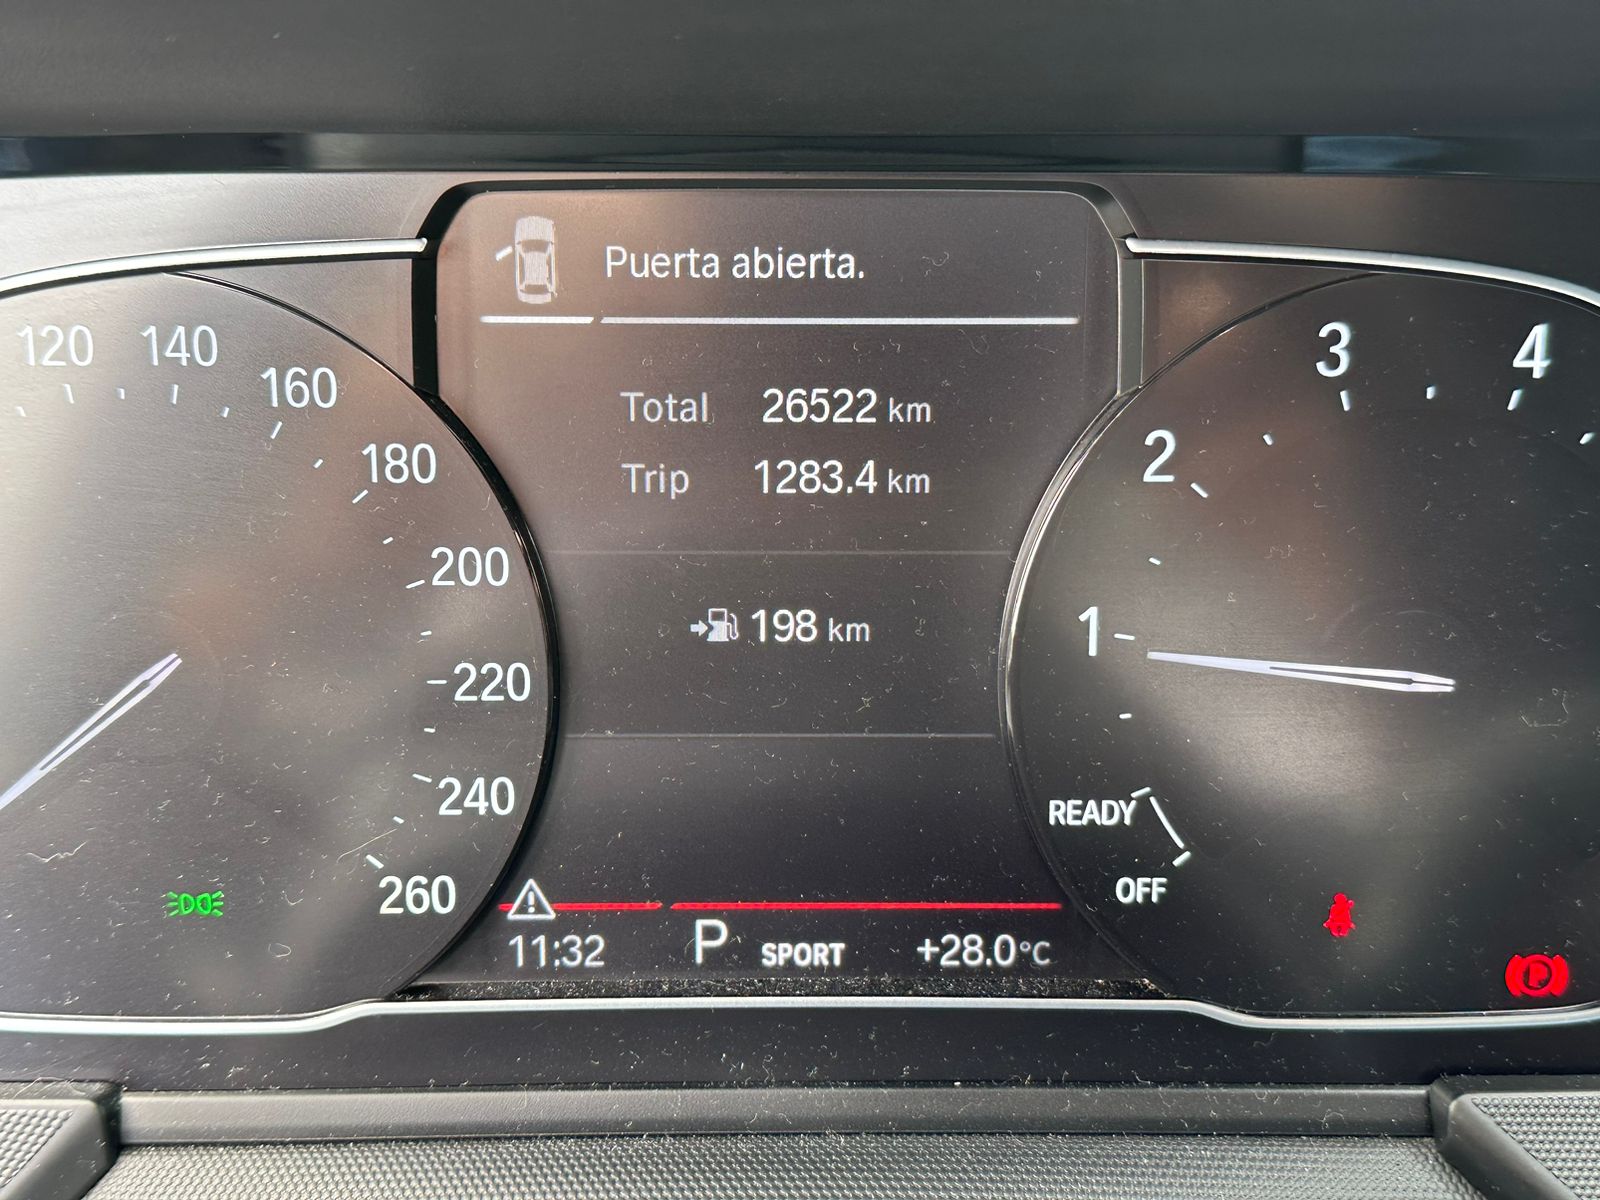 Puerta abierta.
Total 26522 km
Trip 1283.4 km
198 km
11:32 P SPORT +28.0°C
120
140
160
180
200
220
240
260
4
3
2
1
READY
OFF
P